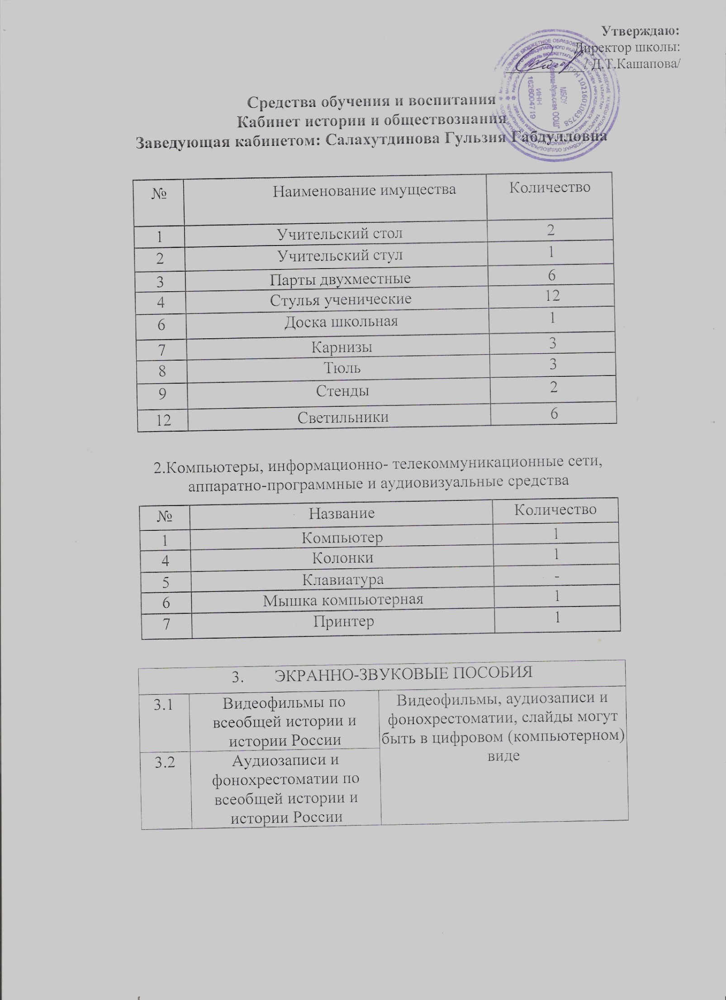 Утверждаю:
Директор школы:
/ Д.Т.Кашапова/
МБОУ
Кемеш-Кульская ООШ"
ИНН
1626004719
ОГРН 1021601063758
Средства обучения и воспитания
Кабинет истории и обществознания
Заведующая кабинетом: Салахутдинова Гульзия Габдулловна
№ Наименование имущества Количество
1 Учительский стол 2
2 Учительский стул 1
3 Парты двухместные 6
4 Стулья ученические 12
6 Доска школьная 1
7 Карнизы 3
8 Тюль 3
9 Стенды 2
12 Светильники 6
2.Компьютеры, информационно- телекоммуникационные сети,
аппаратно-программные и аудиовизуальные средства
№ Название Количество
1 Компьютер 1
4 Колонки 1
5 Клавиатура -
6 Мышка компьютерная 1
7 Принтер 1
3. ЭКРАННО-ЗВУКОВЫЕ ПОСОБИЯ
3.1 Видеофильмы по
всеобщей истории и
истории России
Видеофильмы, аудиозаписи и
фонохрестоматии, слайды могут
быть в цифровом (компьютерном)
виде
3.2 Аудиозаписи и
фонохрестоматии по
всеобщей истории и
истории России